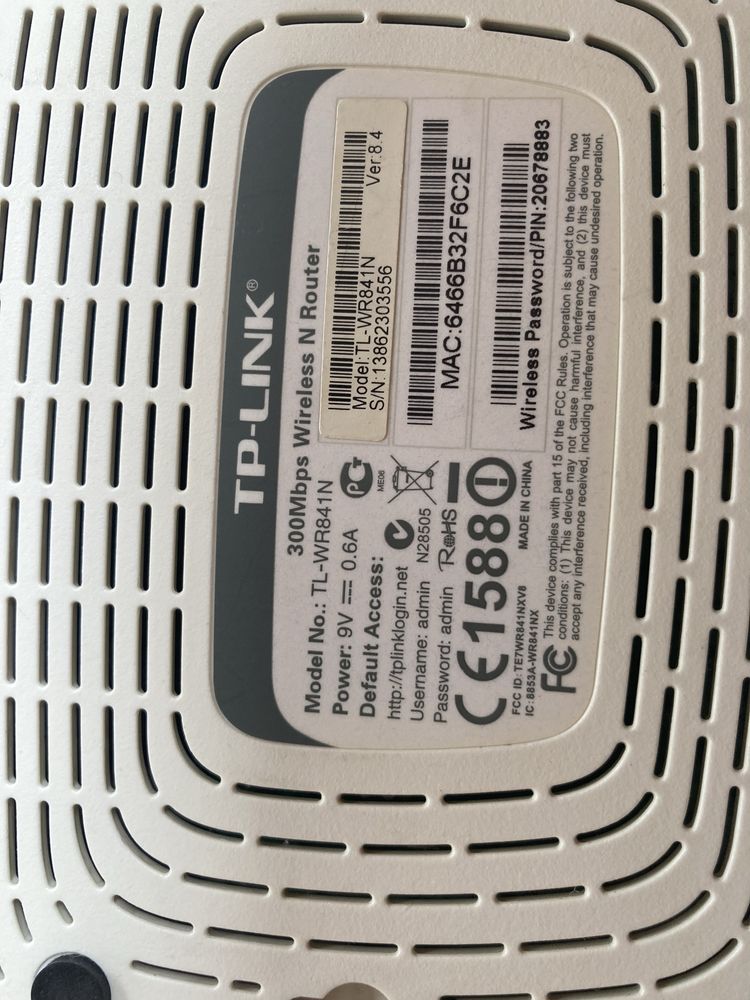 TP-LINK®
300Mbps Wireless N Router
Model No.: TL-WR841N
Power: 9V ⎓ 0.6A
Default Access:
http://tplinklogin.net
Username: admin
Password: admin
N28505
RoHS
ME06
CE1588
MADE IN CHINA
FCC ID: TE7WR841NXV8
IC: 8853A-WR841NX
Model:TL-WR841N Ver:8.4
S/N:13862303556
MAC:6466B32F6C2E
Wireless Password/PIN:20678883
FC This device complies with part 15 of the FCC Rules. Operation is subject to the following two
conditions: (1) This device may not cause harmful interference, and (2) this device must
accept any interference received, including interference that may cause undesired operation.